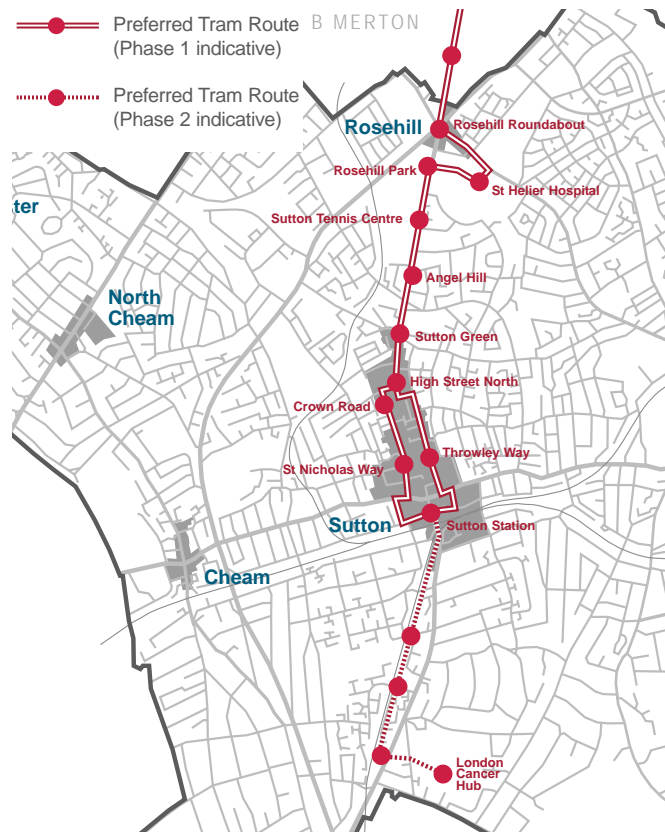 Preferred Tram Route
(Phase 1 indicative)
B MERTON
Preferred Tram Route
(Phase 2 indicative)
Rosehill
Rosehill Roundabout
Rosehill Park
St Helier Hospital
ter
Sutton Tennis Centre
Angel Hill
North
Cheam
Sutton Green
High Street North
Crown Road
Throwley Way
St Nicholas Way
Sutton
Sutton Station
Cheam
London
Cancer
Hub